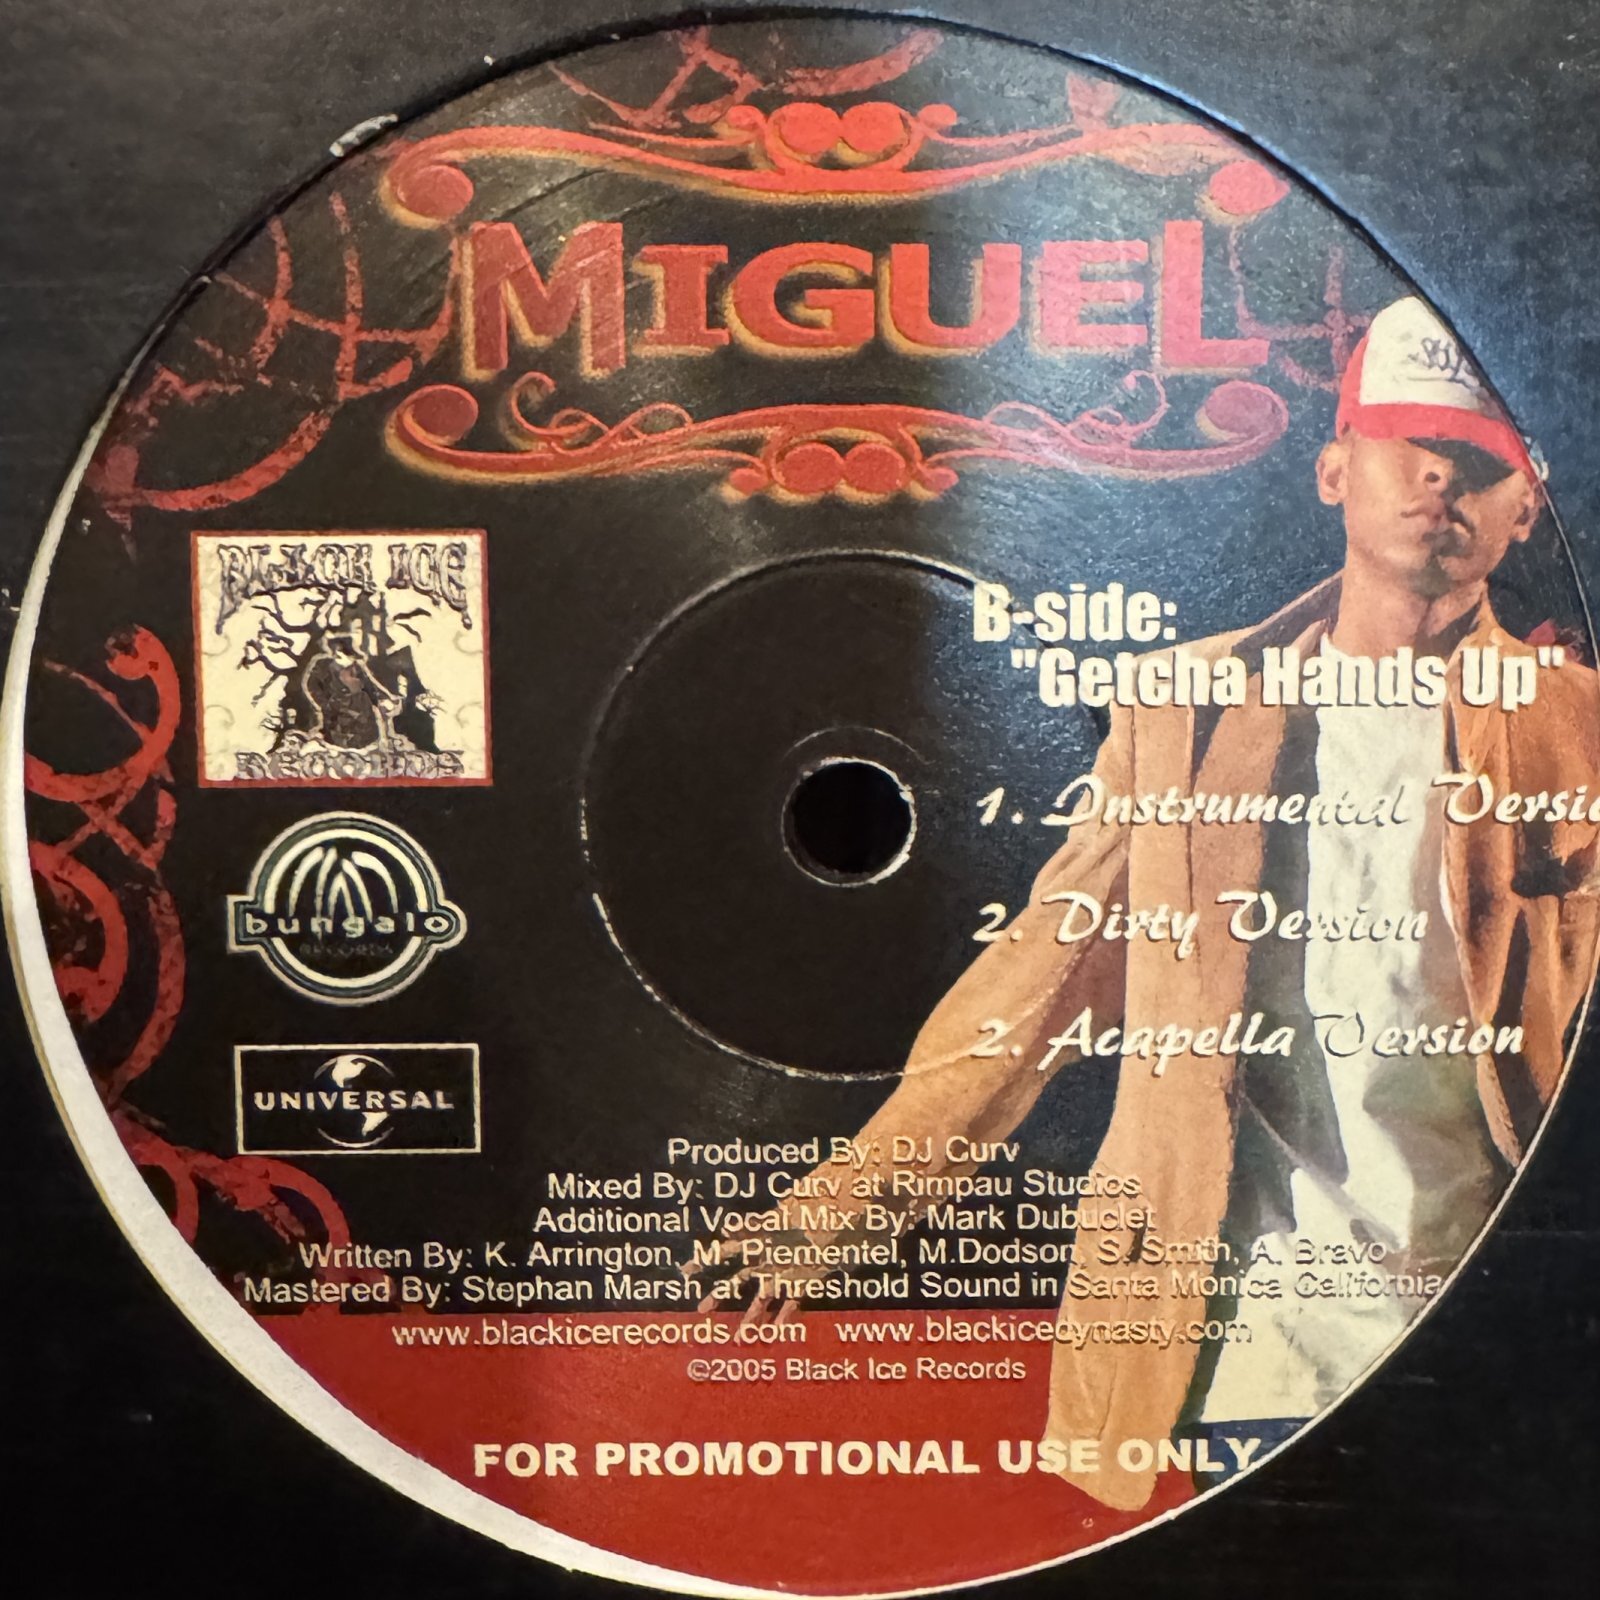 MIGUEL
BLACK ICE
RECORDS
bungalo
RECORDS
UNIVERSAL
B-side:
"Getcha Hands Up"
1. Instrumental Versio
2. Dirty Version
2. Acapella Version
Produced By: DJ Curv
Mixed By: DJ Curv at Rimpau Studios
Additional Vocal Mix By: Mark Dubuclet
Written By: K. Arrington, M. Piementel, M.Dodson, S. Smith, A. Bravo
Mastered By: Stephan Marsh at Threshold Sound in Santa Monica California
www.blackicerecords.com www.blackicedynasty.com
©2005 Black Ice Records
FOR PROMOTIONAL USE ONLY